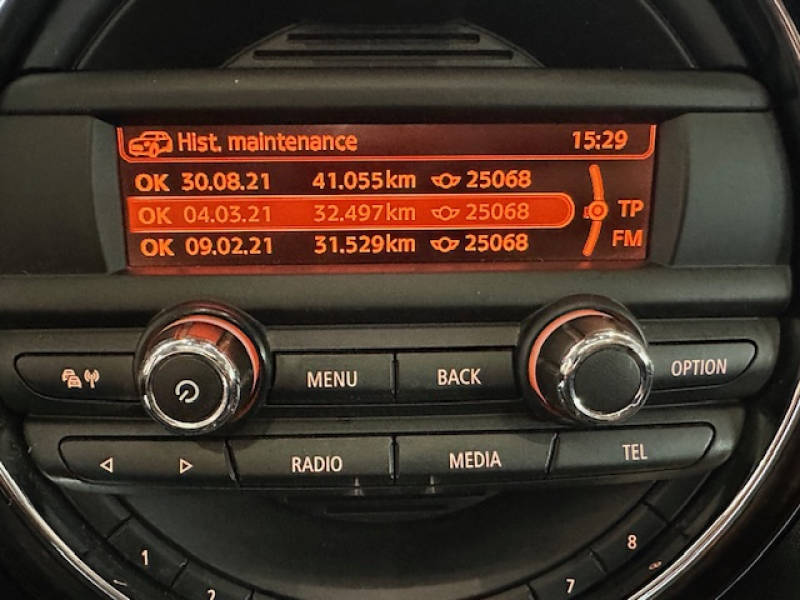 Hist. maintenance 15:29
OK 30.08.21 41.055km 25068
OK 04.03.21 32.497km 25068 TP
OK 09.02.21 31.529km 25068 FM
MENU BACK OPTION
RADIO MEDIA TEL
1 2 7 8